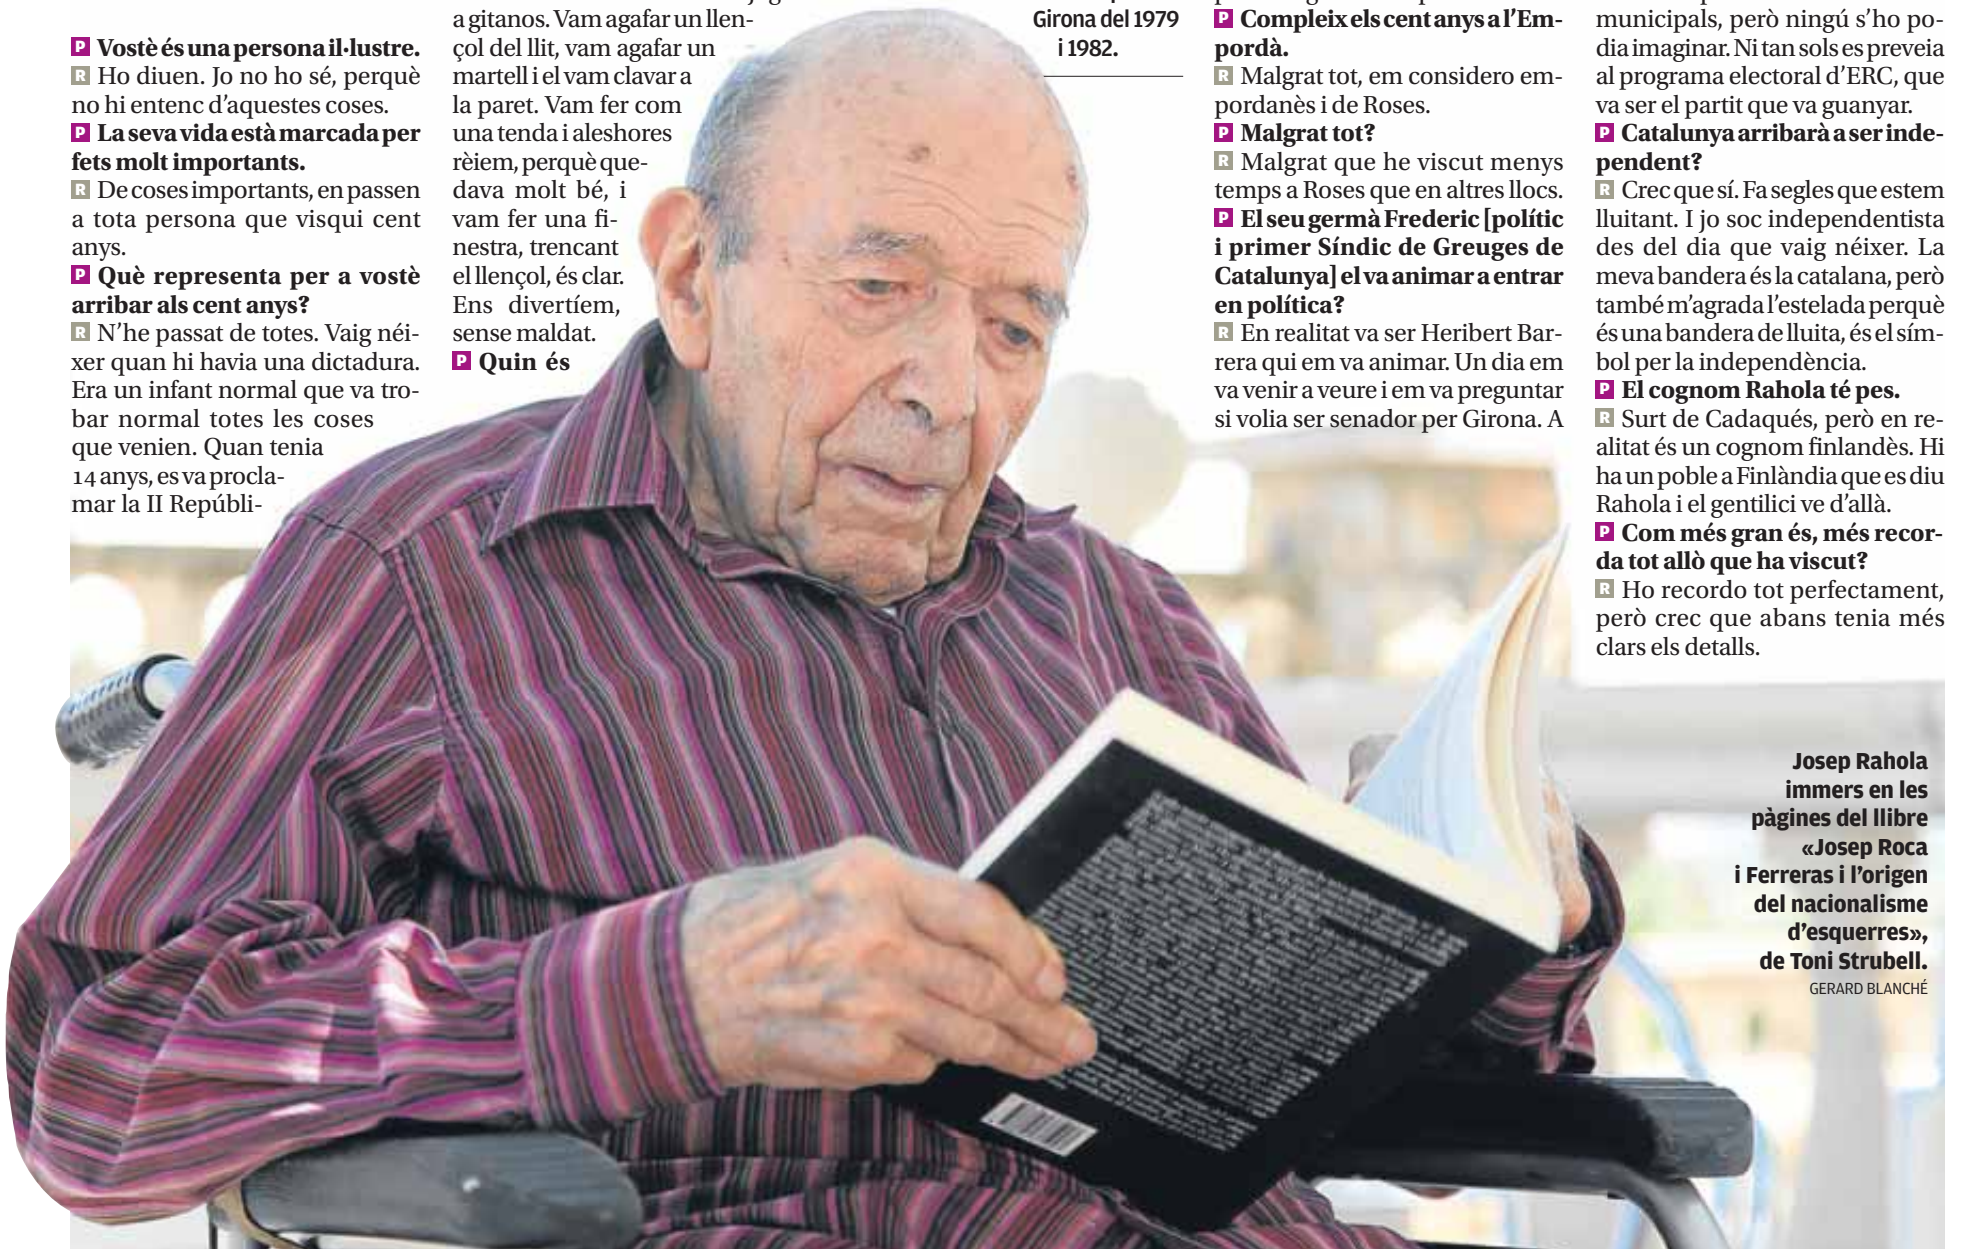 P Vostè és una persona il·lustre.
R Ho diuen. Jo no ho sé, perquè
no hi entenc d'aquestes coses.
P La seva vida està marcada per
fets molt importants.
R De coses importants, en passen
a tota persona que visqui cent
anys.
P Què representa per a vostè
arribar als cent anys?
R N'he passat de totes. Vaig néi-
xer quan hi havia una dictadura.
Era un infant normal que va tro-
bar normal totes les coses
que venien. Quan tenia
14 anys, es va procla-
mar la II Repúbli-
a gitanos. Vam agafar un llen-
çol del llit, vam agafar un
martell i el vam clavar a
la paret. Vam fer com
una tenda i aleshores
rèiem, perquè que-
dava molt bé, i
vam fer una fi-
nestra, trencant
el llençol, és clar.
Ens divertíem,
sense maldat.
P Quin és
Girona del 1979
i 1982.
P Compleix els cent anys a l'Em-
pordà.
R Malgrat tot, em considero em-
pordanès i de Roses.
P Malgrat tot?
R Malgrat que he viscut menys
temps a Roses que en altres llocs.
P El seu germà Frederic [polític
i primer Síndic de Greuges de
Catalunya] el va animar a entrar
en política?
R En realitat va ser Heribert Bar-
rera qui em va animar. Un dia em
va venir a veure i em va preguntar
si volia ser senador per Girona. A
municipals, però ningú s'ho po-
dia imaginar. Ni tan sols es preveia
al programa electoral d'ERC, que
va ser el partit que va guanyar.
P Catalunya arribarà a ser inde-
pendent?
R Crec que sí. Fa segles que estem
lluitant. I jo soc independentista
des del dia que vaig néixer. La
meva bandera és la catalana, però
també m'agrada l'estelada perquè
és una bandera de lluita, és el sím-
bol per la independència.
P El cognom Rahola té pes.
R Surt de Cadaqués, però en re-
alitat és un cognom finlandès. Hi
ha un poble a Finlàndia que es diu
Rahola i el gentilici ve d'allà.
P Com més gran és, més recor-
da tot allò que ha viscut?
R Ho recordo tot perfectament,
però crec que abans tenia més
clars els detalls.
Josep Rahola
immers en les
pàgines del llibre
«Josep Roca
i Ferreras i l'origen
del nacionalisme
d'esquerres»,
de Toni Strubell.
GERARD BLANCHÉ